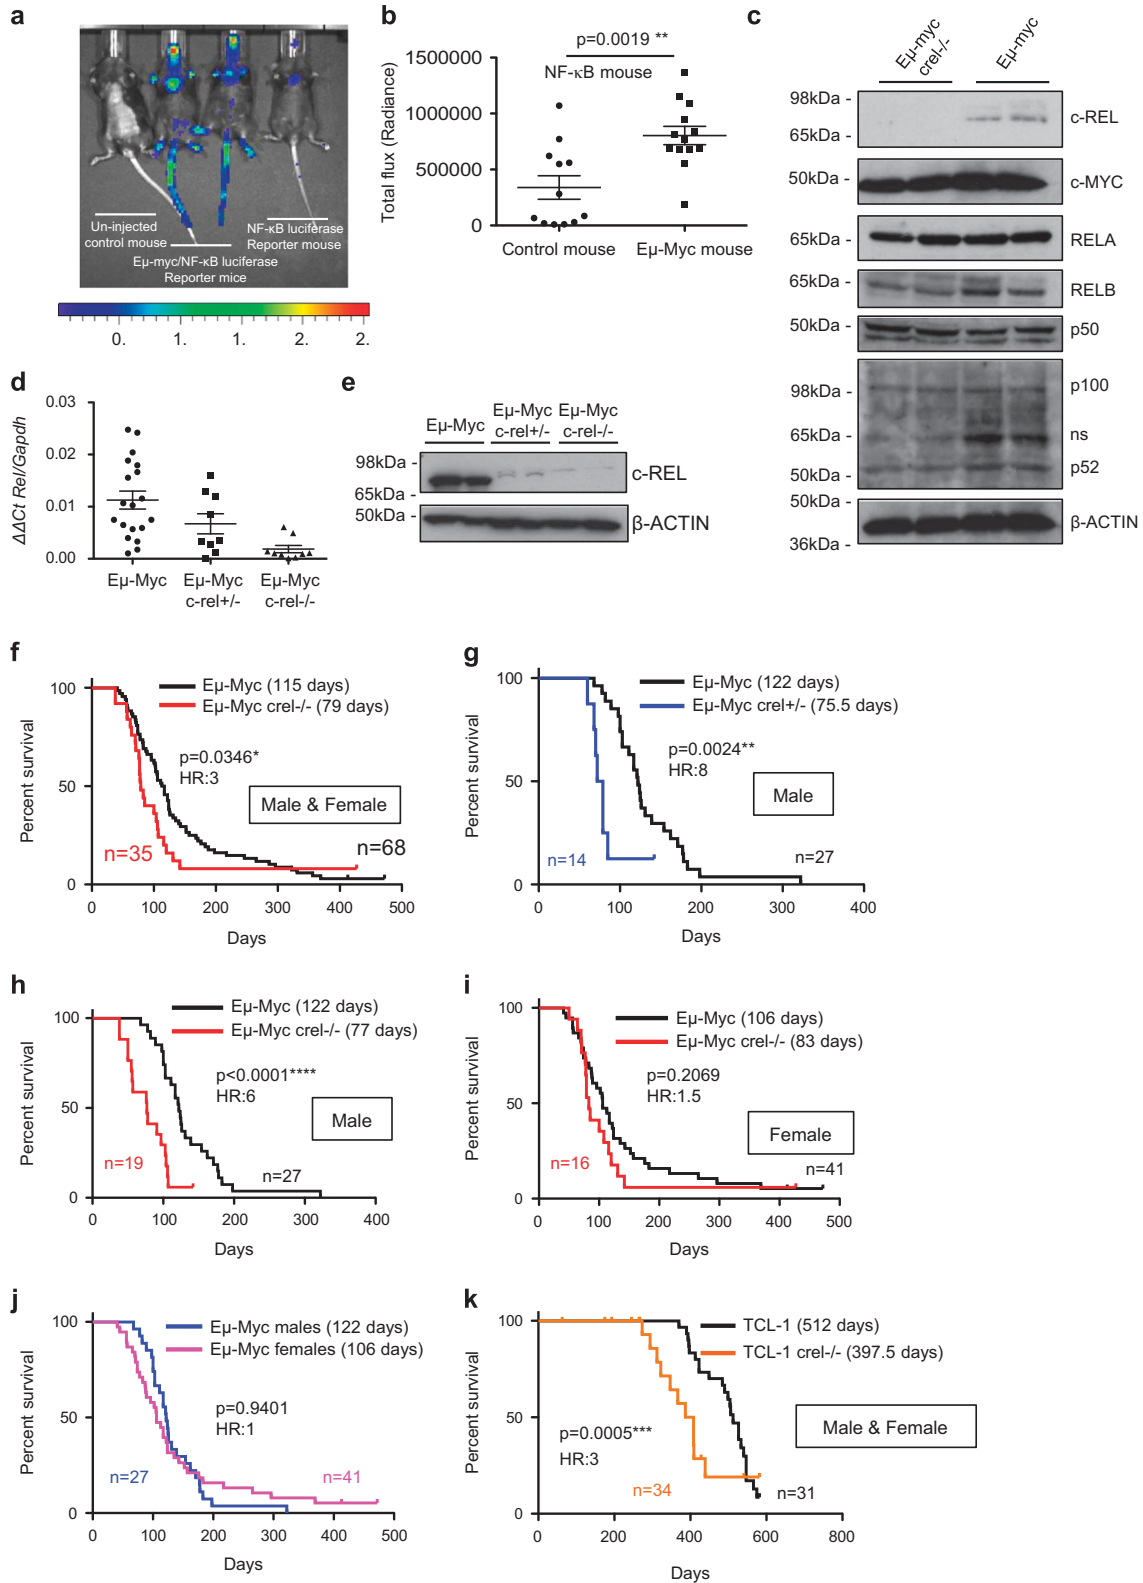 a
Un-injected
control mouse
NF-κB luciferase
Reporter mouse
Eμ-myc/NF-κB luciferase
Reporter mice
0. 1. 1. 2. 2.
b
p=0.0019 **
NF-κB mouse
Total flux (Radiance)
1500000
1000000
500000
0
Control mouse
Eμ-Myc mouse
c
Eμ-myc
crel-/-
Eμ-myc
98kDa -
65kDa -
c-REL
50kDa -
c-MYC
65kDa -
RELA
65kDa -
RELB
50kDa -
p50
98kDa -
65kDa -
50kDa -
p100
ns
p52
50kDa -
36kDa -
β-ACTIN
d
ΔΔCt Rel/Gapdh
0.03
0.02
0.01
0.00
Eμ-Myc
Eμ-Myc
c-rel+/-
Eμ-Myc
c-rel-/-
e
Eμ-Myc
Eμ-Myc
c-rel+/-
Eμ-Myc
c-rel-/-
98kDa -
65kDa -
c-REL
50kDa -
β-ACTIN
f
Percent survival
100
50
0
Eμ-Myc (115 days)
Eμ-Myc crel-/- (79 days)
p=0.0346*
HR:3
Male & Female
n=35
n=68
0 100 200 300 400 500
Days
g
Percent survival
100
50
0
Eμ-Myc (122 days)
Eμ-Myc crel+/- (75.5 days)
p=0.0024**
HR:8
Male
n=14
n=27
0 100 200 300 400
Days
h
Percent survival
100
50
0
Eμ-Myc (122 days)
Eμ-Myc crel-/- (77 days)
p<0.0001****
HR:6
Male
n=19
n=27
0 100 200 300 400
Days
i
Percent survival
100
50
0
Eμ-Myc (106 days)
Eμ-Myc crel-/- (83 days)
p=0.2069
HR:1.5
Female
n=16
n=41
0 100 200 300 400 500
Days
j
Percent survival
100
50
0
Eμ-Myc males (122 days)
Eμ-Myc females (106 days)
p=0.9401
HR:1
n=27
n=41
0 100 200 300 400 500
Days
k
Percent survival
100
50
0
TCL-1 (512 days)
TCL-1 crel-/- (397.5 days)
p=0.0005***
HR:3
Male & Female
n=34
n=31
0 200 400 600 800
Days